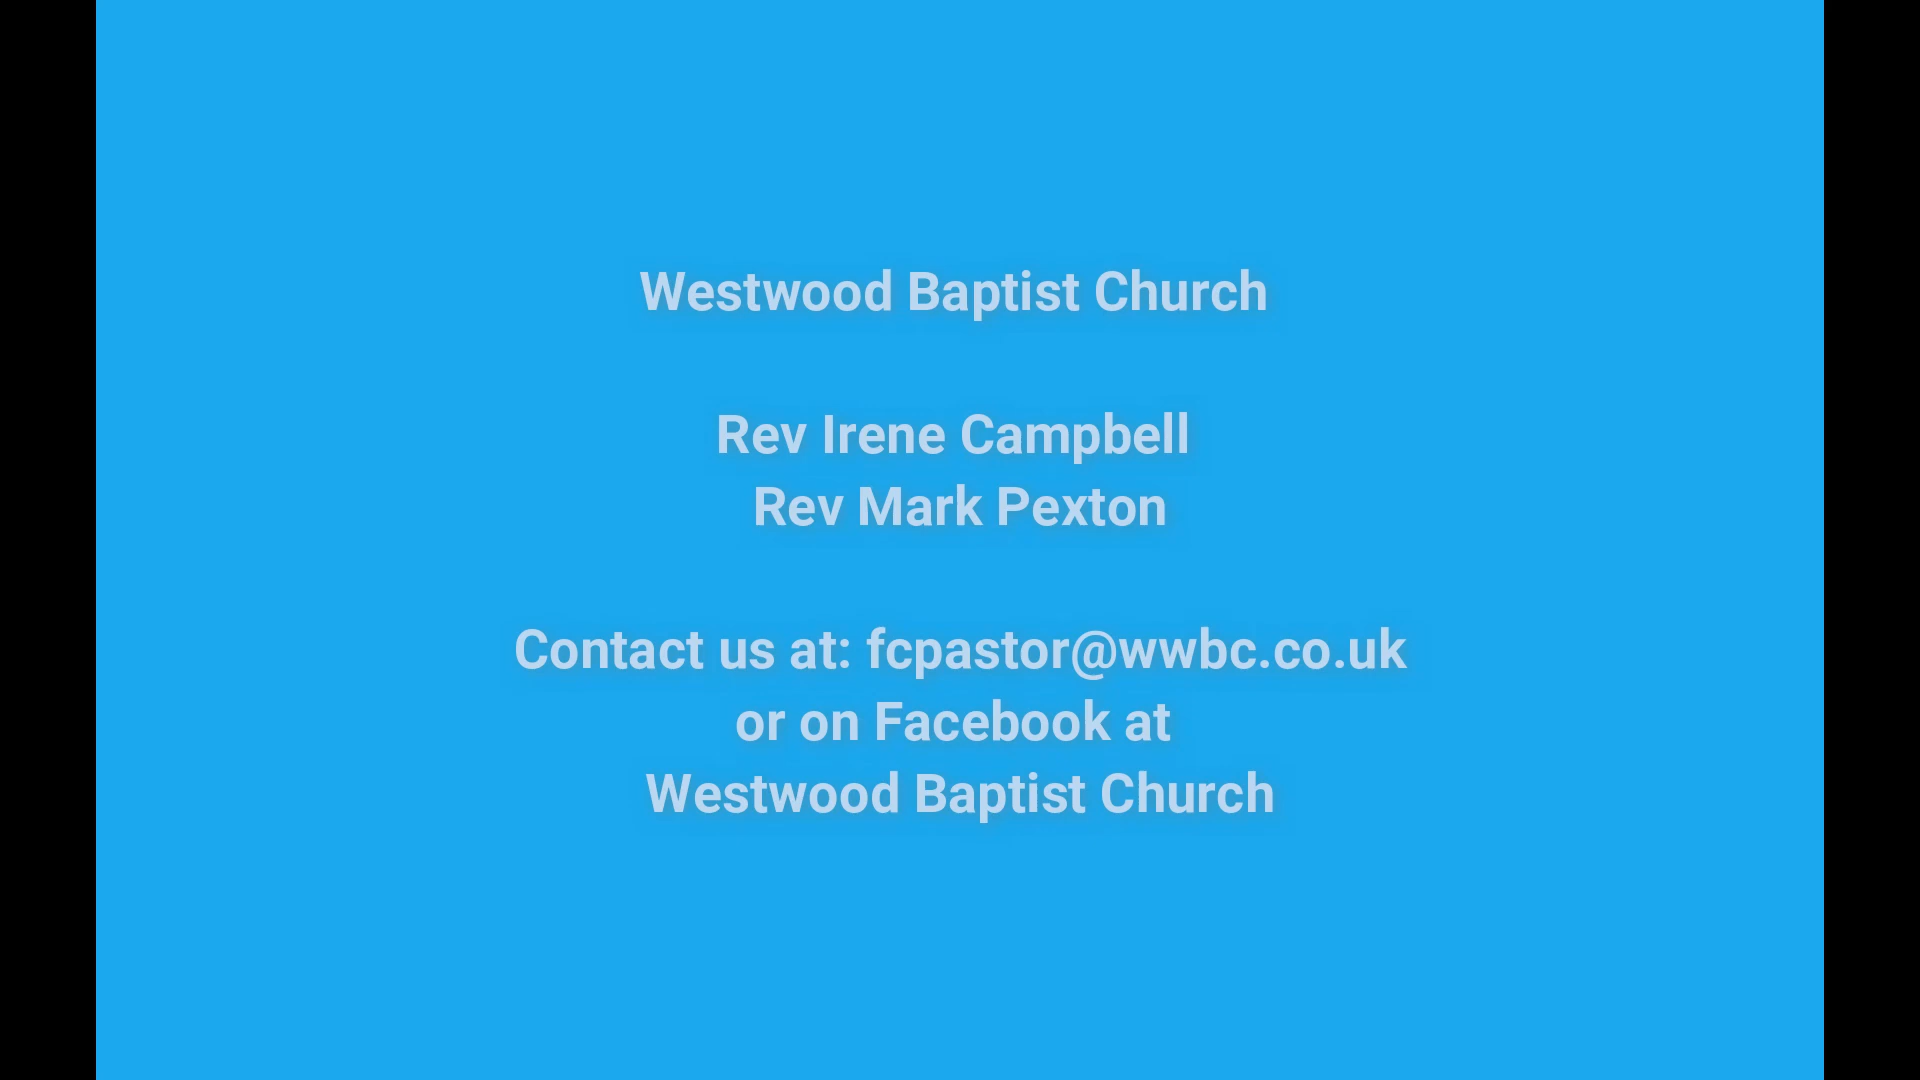 Westwood Baptist Church
Rev Irene Campbell
Rev Mark Pexton
Contact us at: fcpastor@wwbc.co.uk
or on Facebook at
Westwood Baptist Church